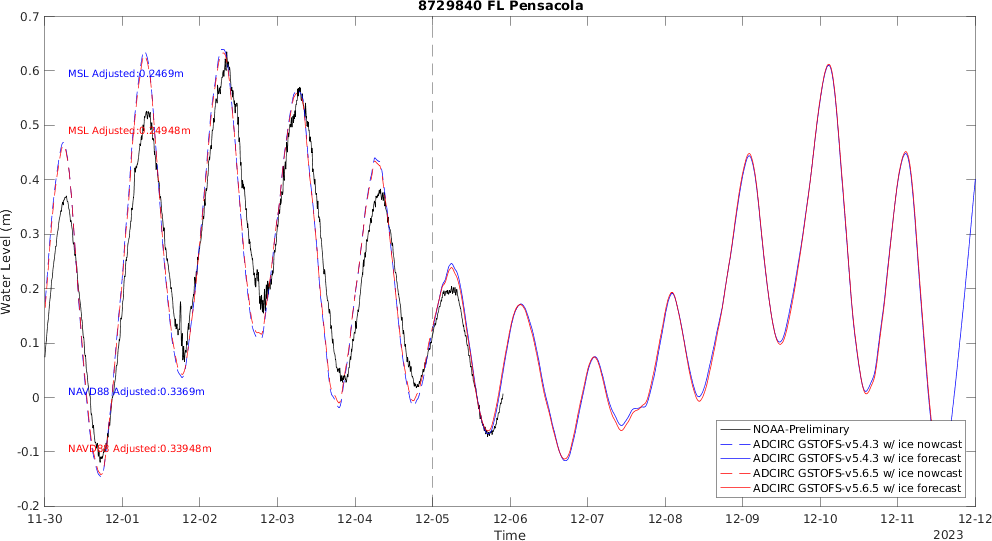 8729840 FL Pensacola
0.7
0.6
0.5
0.4
0.3
0.2
0.1
0
-0.1
-0.2
Water Level (m)
MSL Adjusted:0.2469m
MSL Adjusted:0.24948m
NAVD88 Adjusted:0.3369m
NAVD88 Adjusted:0.33948m
NOAA-Preliminary
ADCIRC GSTOFS-v5.4.3 w/ ice nowcast
ADCIRC GSTOFS-v5.4.3 w/ ice forecast
ADCIRC GSTOFS-v5.6.5 w/ ice nowcast
ADCIRC GSTOFS-v5.6.5 w/ ice forecast
11-30 12-01 12-02 12-03 12-04 12-05 12-06 12-07 12-08 12-09 12-10 12-11 12-12
Time
2023